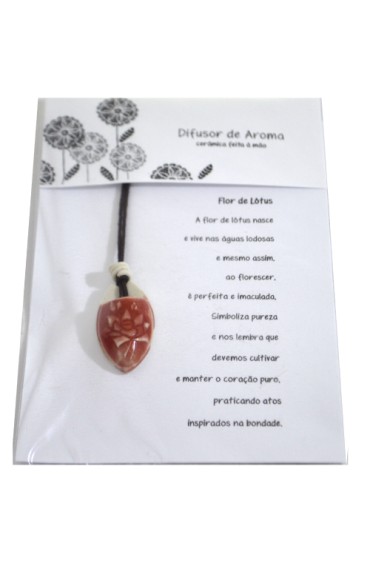 Difusor de Aroma
cerâmica feita à mão
Flor de Lótus
A flor de lótus nasce
e vive nas águas lodosas
e mesmo assim,
ao florescer,
è perfeita e imaculada,
Simboliza pureza
e nos lembra que
devemos cultivar
e manter o coração puro,
praticando atos
inspirados na bondade.